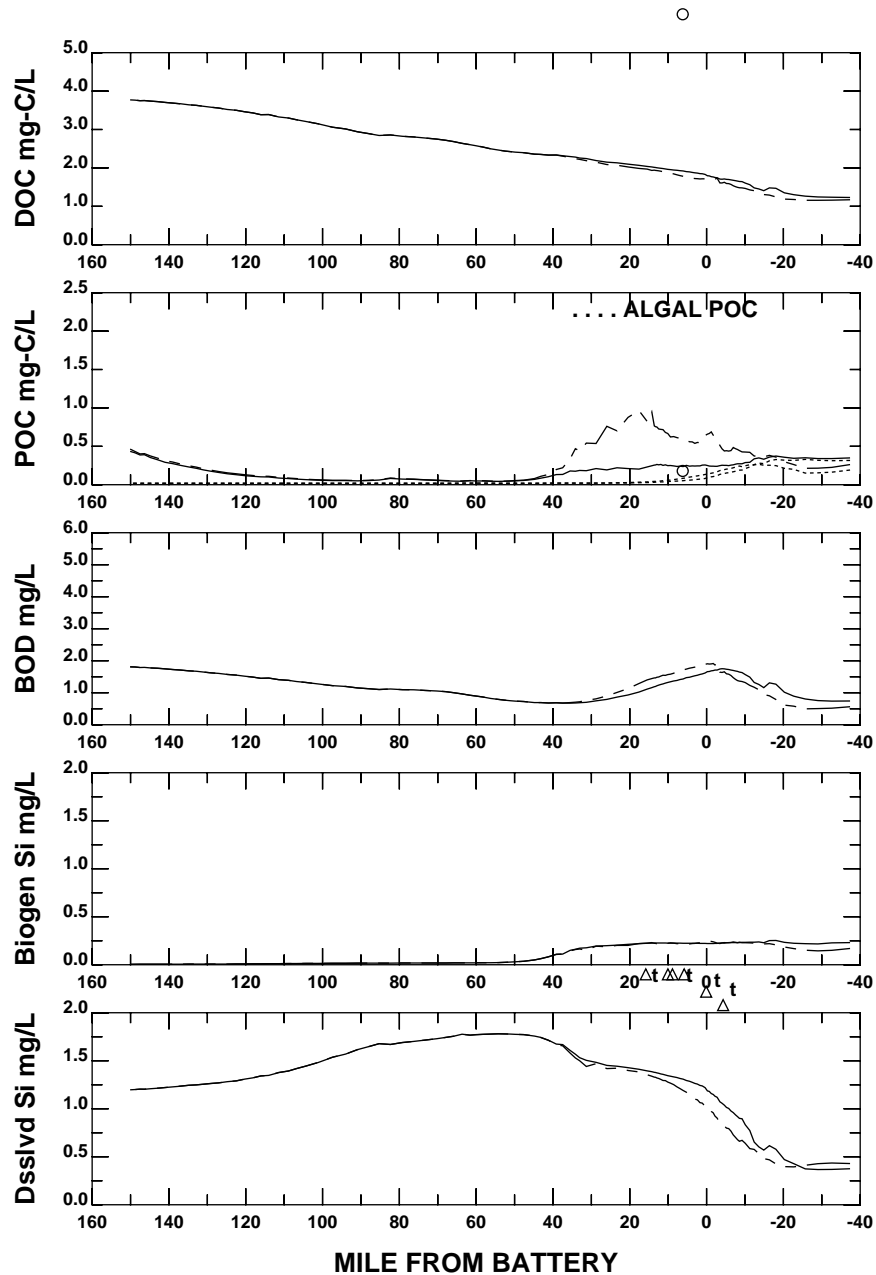 DOC mg-C/L
5.0
4.0
3.0
2.0
1.0
0.0
160 140 120 100 80 60 40 20 0 -20 -40
POC mg-C/L
2.5
2.0
1.5
1.0
0.5
0.0
. . . . ALGAL POC
160 140 120 100 80 60 40 20 0 -20 -40
BOD mg/L
6.0
5.0
4.0
3.0
2.0
1.0
0.0
160 140 120 100 80 60 40 20 0 -20 -40
Biogen Si mg/L
2.0
1.5
1.0
0.5
0.0
160 140 120 100 80 60 40 20 0 -20 -40
t t t
t
Dsslvd Si mg/L
2.0
1.5
1.0
0.5
0.0
160 140 120 100 80 60 40 20 0 -20 -40
MILE FROM BATTERY